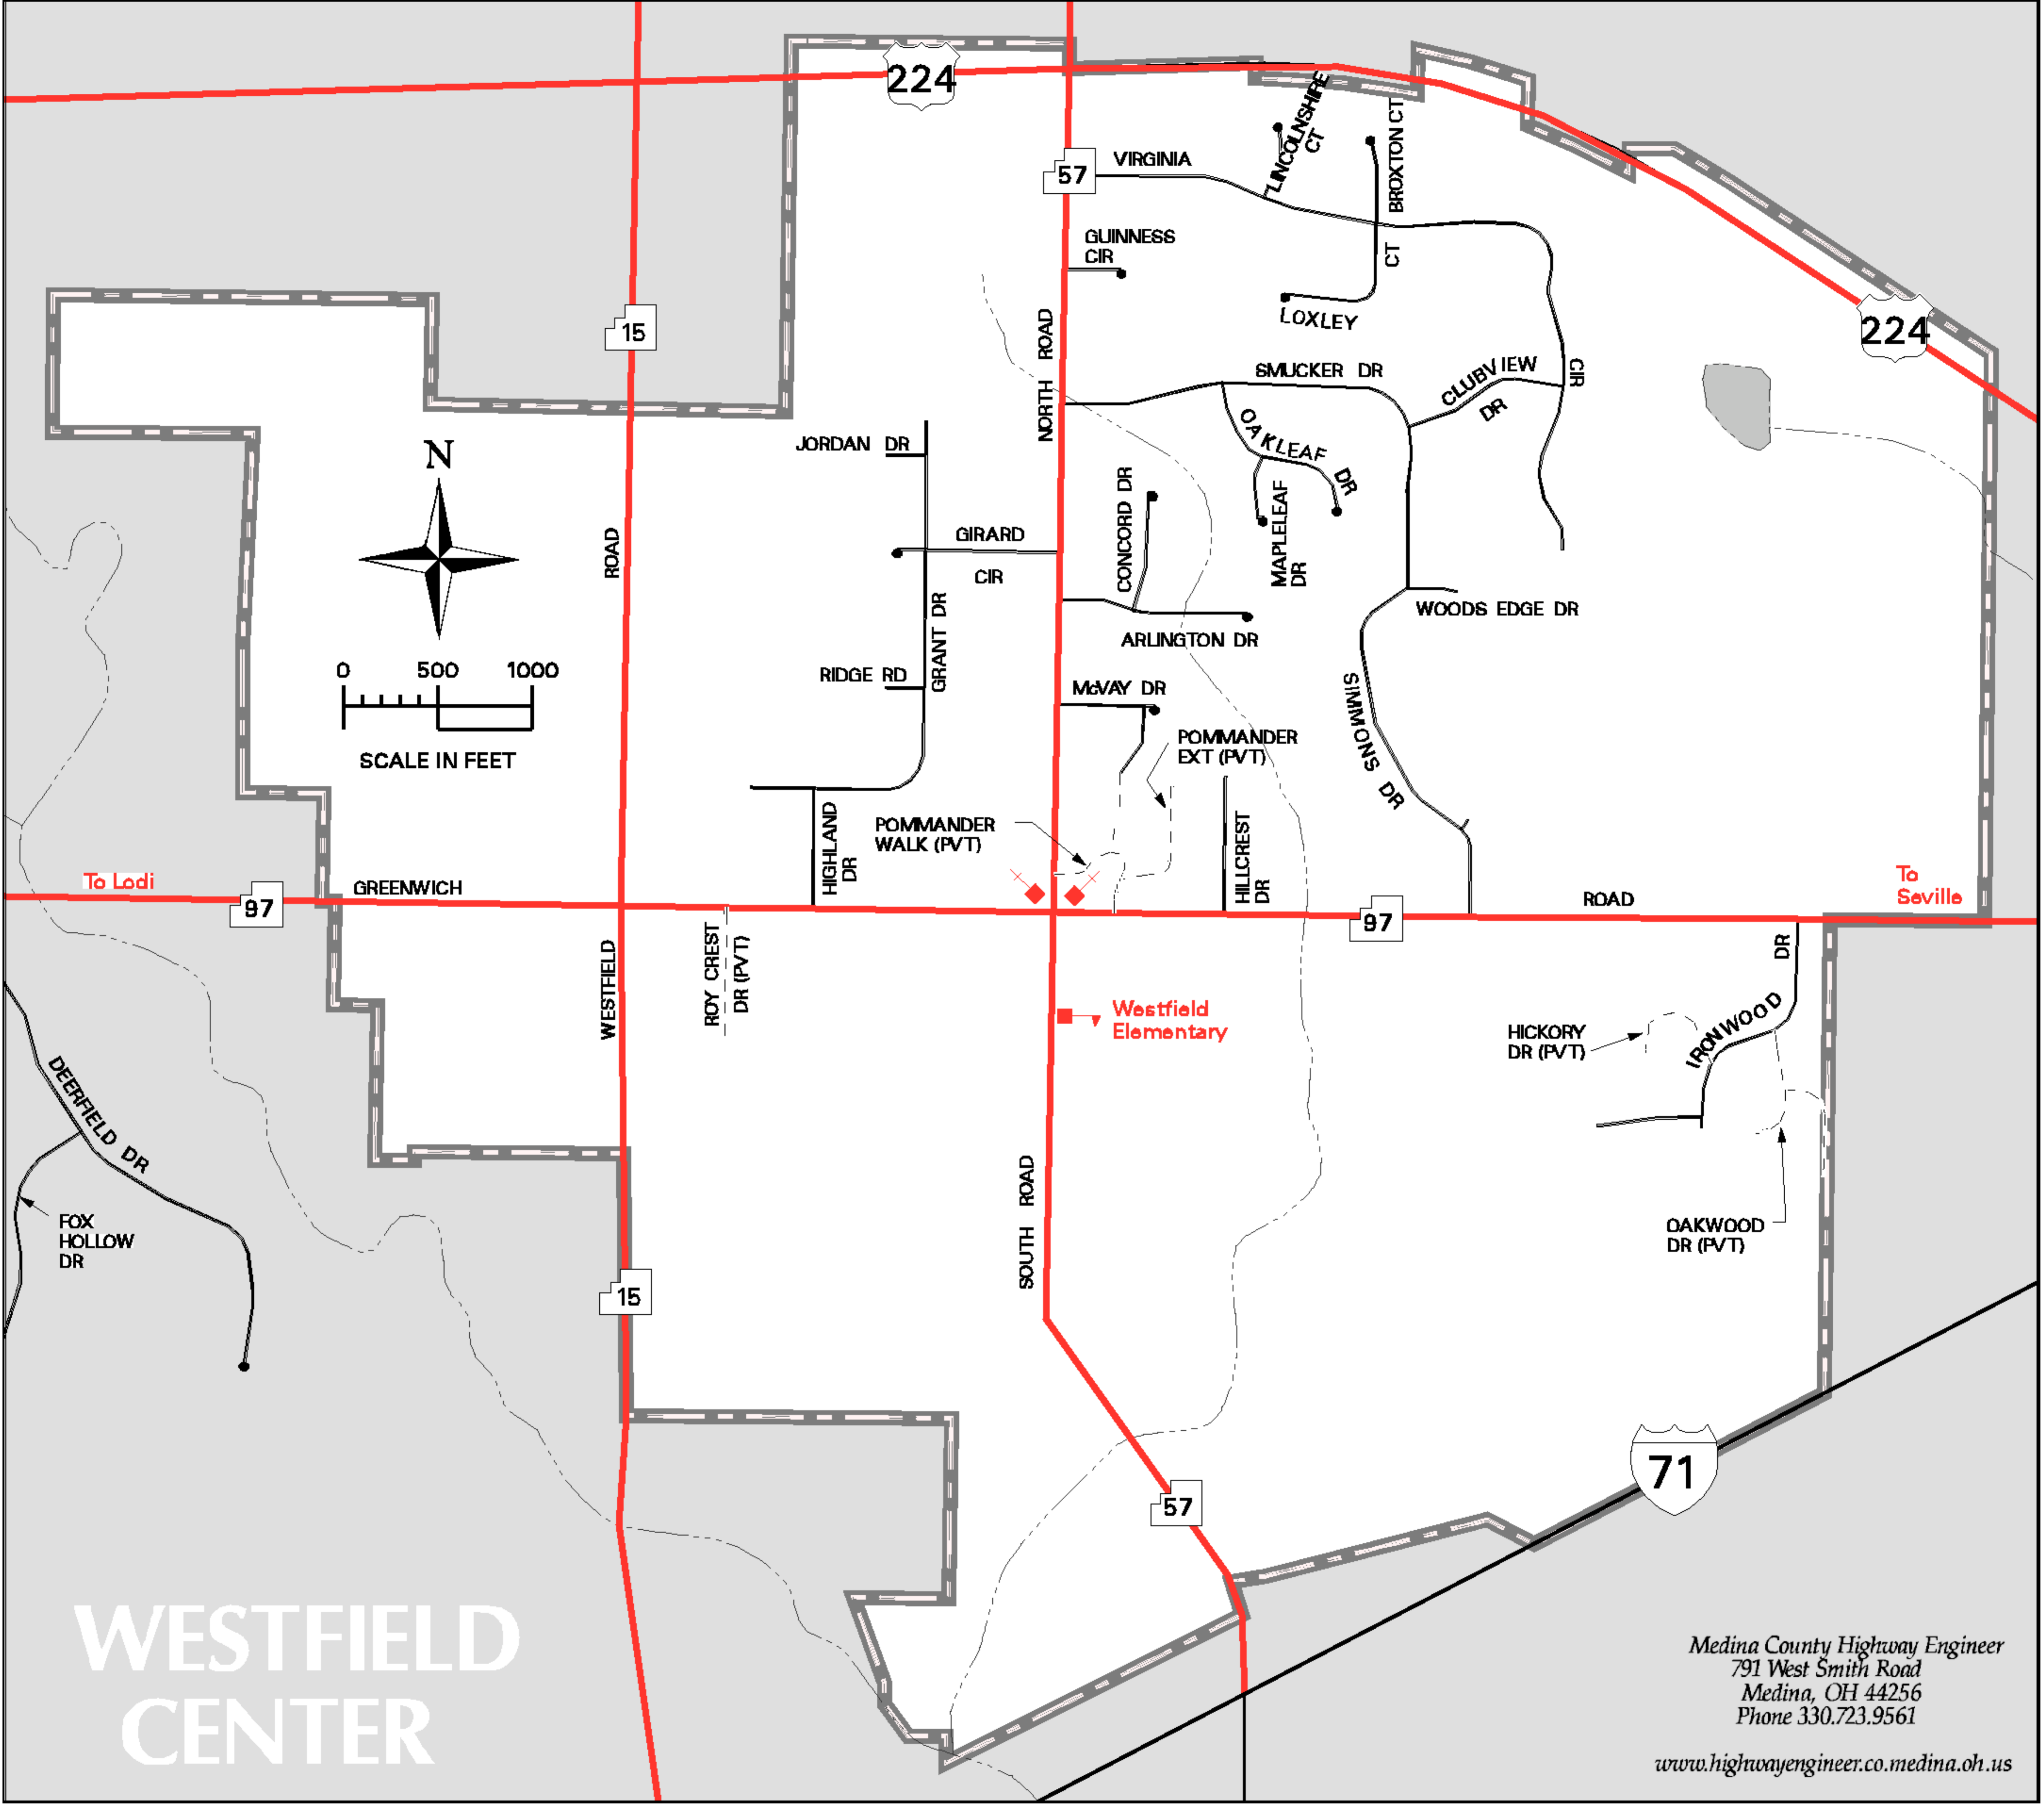 224
LINCOLNSHIRE
CT
BROXTON CT
57
VIRGINIA
GUINNESS
CIR
CT
LOXLEY
15
NORTH ROAD
224
SMUCKER DR
CLUBVIEW
DR
CIR
JORDAN DR
OAKLEAF DR
N
CONCORD DR
MAPLELEAF
DR
ROAD
GIRARD
CIR
WOODS EDGE DR
ARLINGTON DR
GRANT DR
0 500 1000
RIDGE RD
McVAY DR
SCALE IN FEET
POMMANDER
EXT (PVT)
SIMMONS DR
HIGHLAND
DR
POMMANDER
WALK (PVT)
HILLCREST
DR
To Lodi
97
GREENWICH
97
ROAD
To
Seville
WESTFIELD
ROY CREST
DR (PVT)
Westfield
Elementary
HICKORY
DR (PVT)
IRONWOOD
DR
DEERFIELD DR
FOX
HOLLOW
DR
SOUTH ROAD
OAKWOOD
DR (PVT)
15
71
57
WESTFIELD
CENTER
Medina County Highway Engineer
791 West Smith Road
Medina, OH 44256
Phone 330.723.9561
www.highwayengineer.co.medina.oh.us